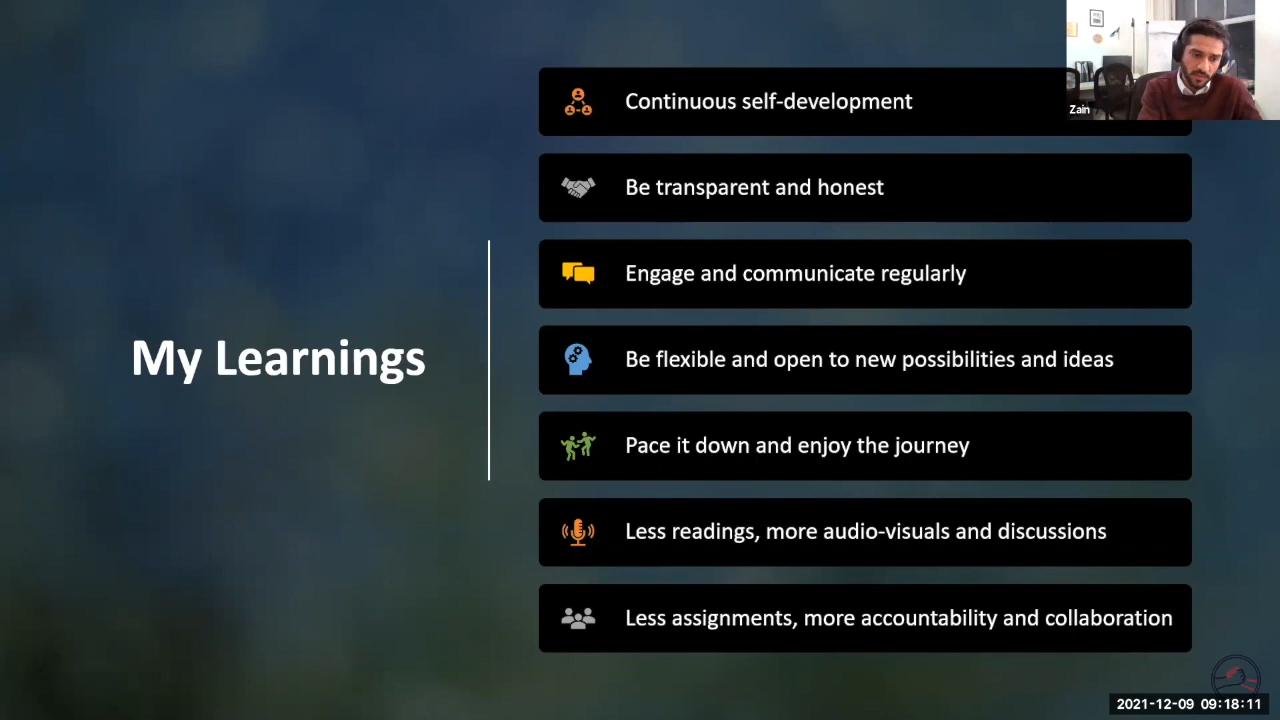 Continuous self-development
Zain
Be transparent and honest
Engage and communicate regularly
My Learnings
Be flexible and open to new possibilities and ideas
Pace it down and enjoy the journey
Less readings, more audio-visuals and discussions
Less assignments, more accountability and collaboration
2021-12-09 09:18:11